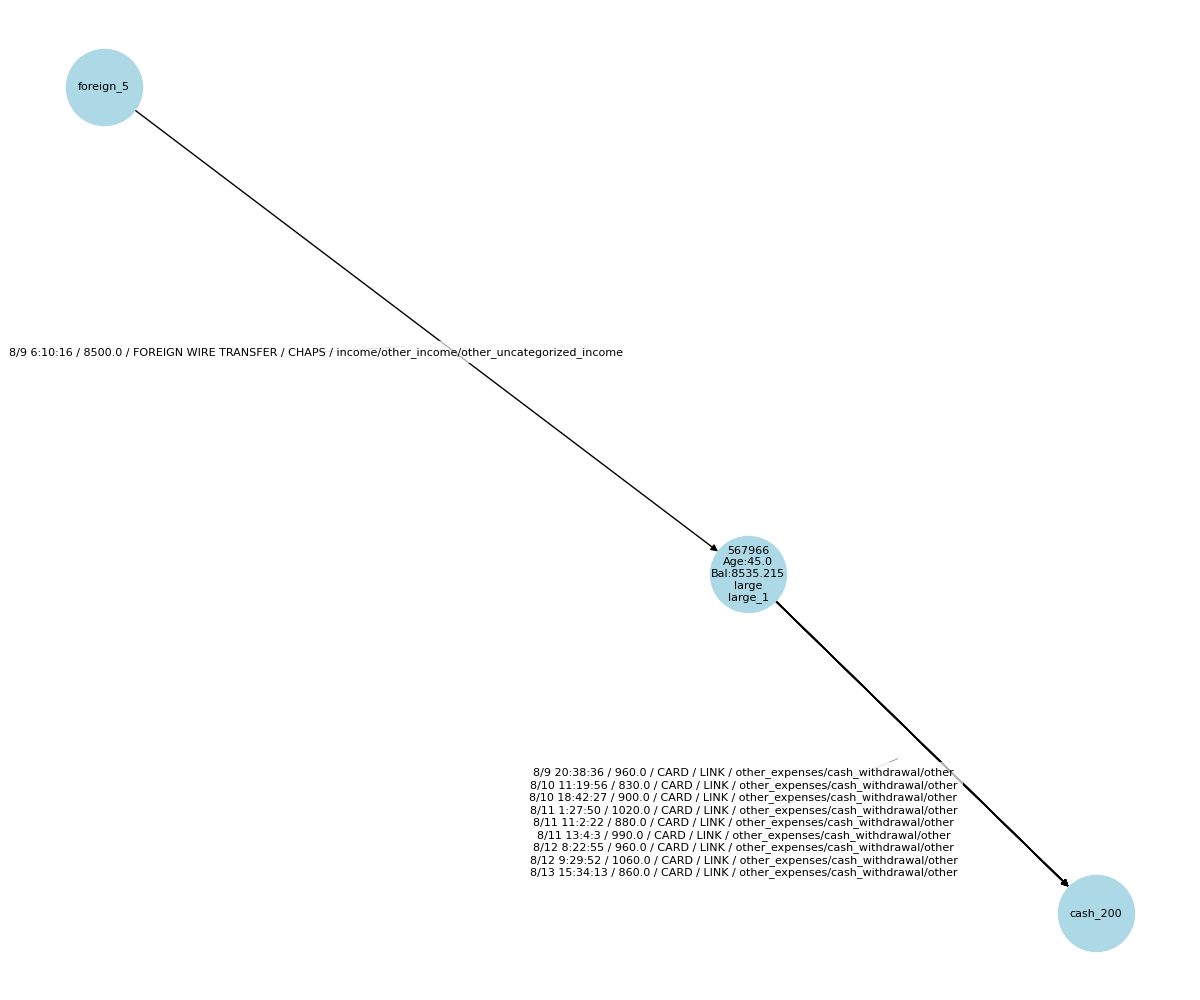 foreign_5
8/9 6:10:16 / 8500.0 / FOREIGN WIRE TRANSFER / CHAPS / income/other_income/other_uncategorized_income
567966
Age:45.0
Bal:8535.215
large
large_1
8/9 20:38:36 / 960.0 / CARD / LINK / other_expenses/cash_withdrawal/other
8/10 11:19:56 / 830.0 / CARD / LINK / other_expenses/cash_withdrawal/other
8/10 18:42:27 / 900.0 / CARD / LINK / other_expenses/cash_withdrawal/other
8/11 1:27:50 / 1020.0 / CARD / LINK / other_expenses/cash_withdrawal/other
8/11 11:2:22 / 880.0 / CARD / LINK / other_expenses/cash_withdrawal/other
8/11 13:4:3 / 990.0 / CARD / LINK / other_expenses/cash_withdrawal/other
8/12 8:22:55 / 960.0 / CARD / LINK / other_expenses/cash_withdrawal/other
8/12 9:29:52 / 1060.0 / CARD / LINK / other_expenses/cash_withdrawal/other
8/13 15:34:13 / 860.0 / CARD / LINK / other_expenses/cash_withdrawal/other
cash_200